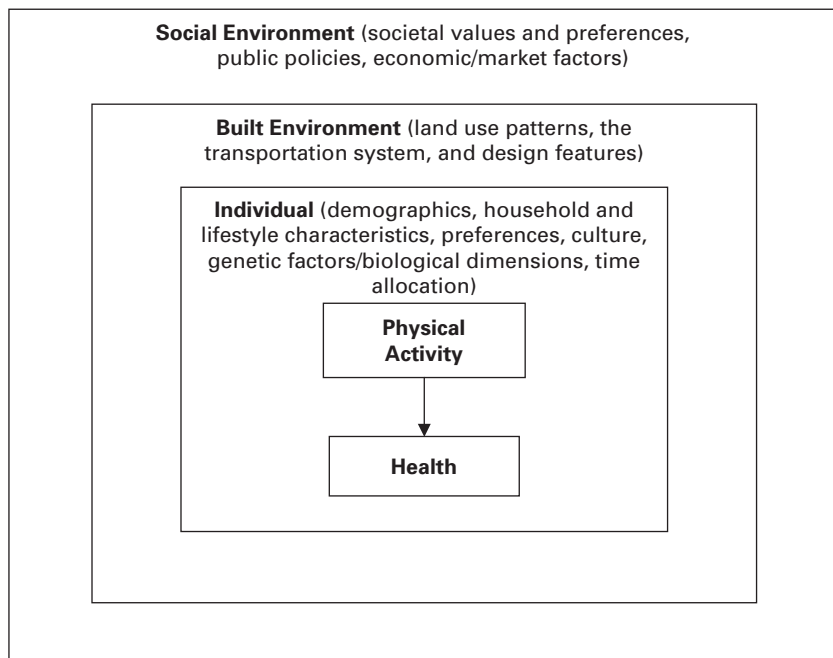 Social Environment (societal values and preferences,
public policies, economic/market factors)
Built Environment (land use patterns, the
transportation system, and design features)
Individual (demographics, household and
lifestyle characteristics, preferences, culture,
genetic factors/biological dimensions, time
allocation)
Physical
Activity
Health